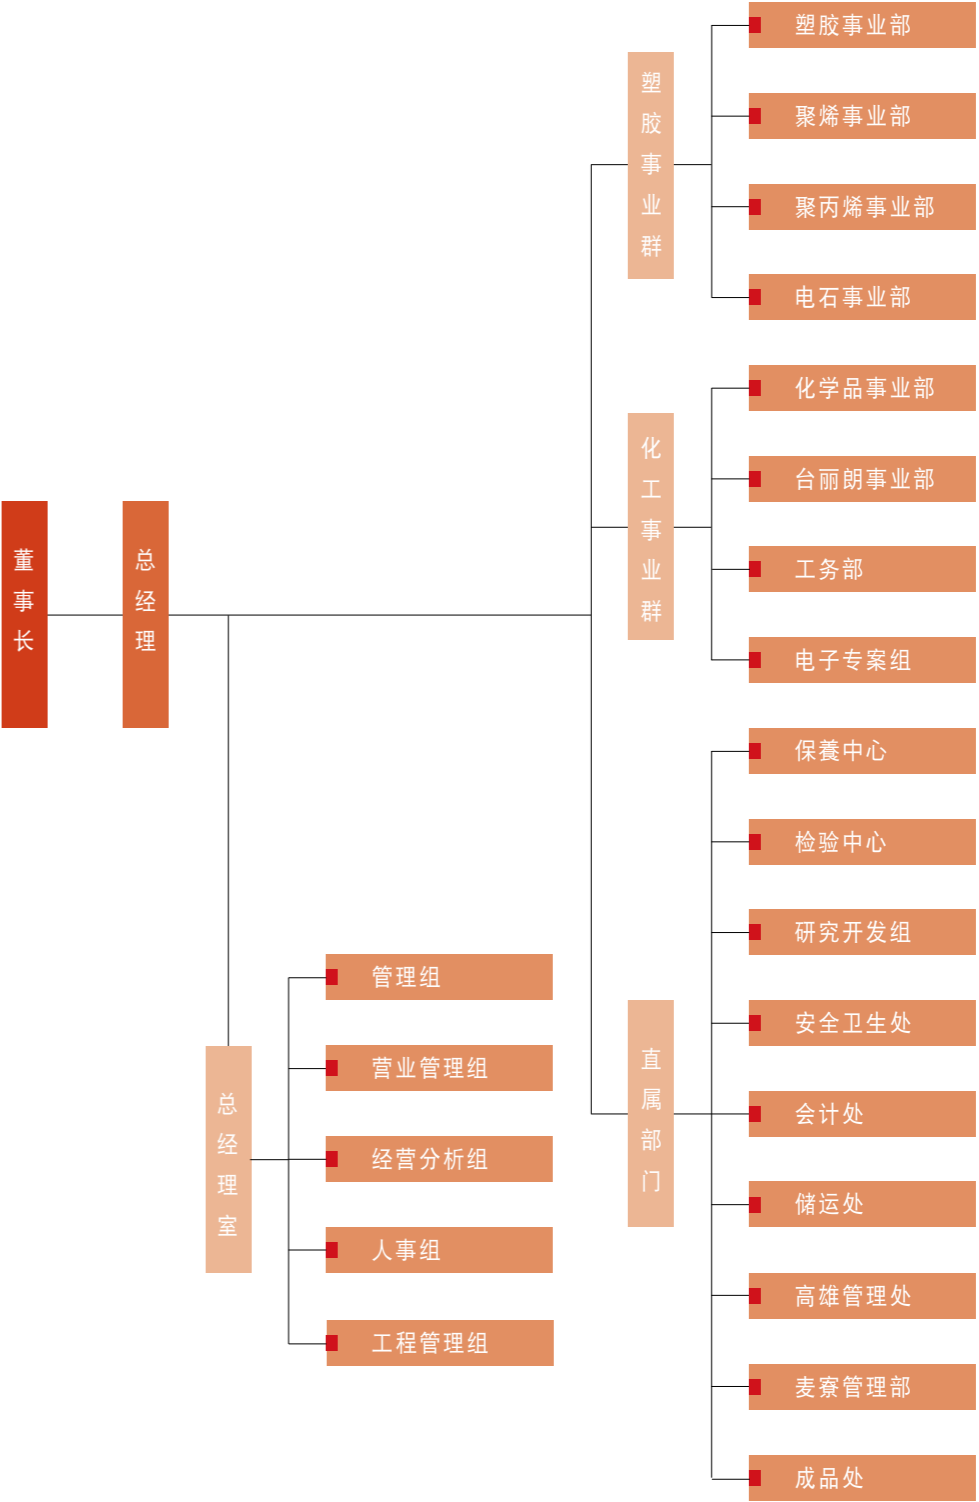 董事长
总经理
塑胶事业群
塑胶事业部
聚烯事业部
聚丙烯事业部
电石事业部
化工事业群
化学品事业部
台丽朗事业部
工务部
电子专案组
直属部门
保養中心
检验中心
研究开发组
安全卫生处
会计处
储运处
高雄管理处
麦寮管理部
成品处
总经理室
管理组
营业管理组
经营分析组
人事组
工程管理组